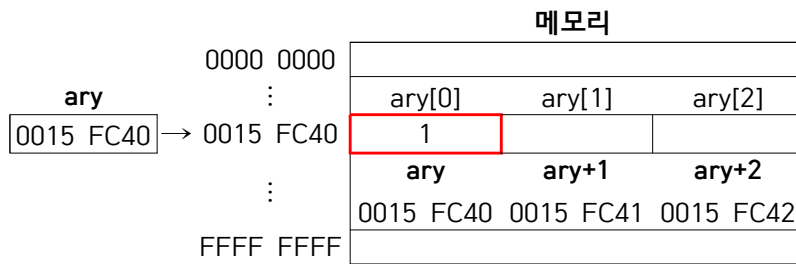 메모리
0000 0000
ary
⋮
ary[0] ary[1] ary[2]
0015 FC40 → 0015 FC40 1
ary ary+1 ary+2
⋮
0015 FC40 0015 FC41 0015 FC42
FFFF FFFF